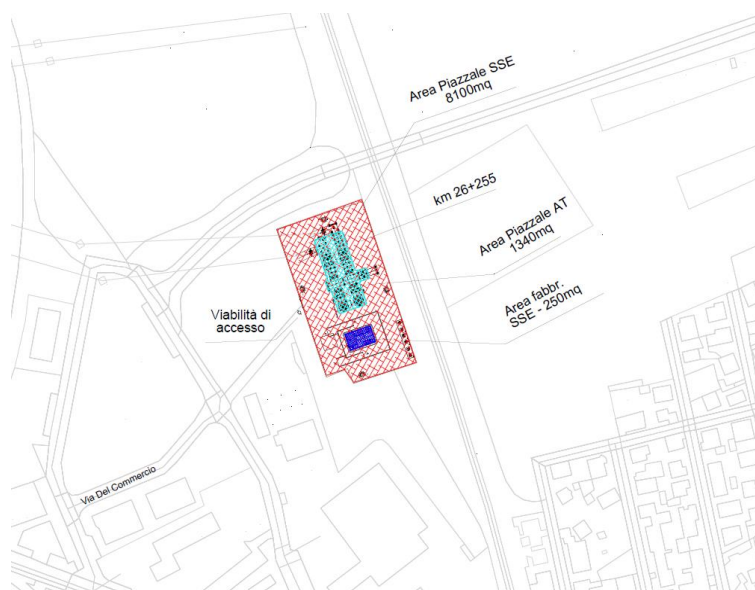 Area Piazzale SSE
8100mq
km 26+255
Area Piazzale AT
1340mq
Area fabbr.
SSE - 250mq
Viabilità di
accesso
Via Del Commercio